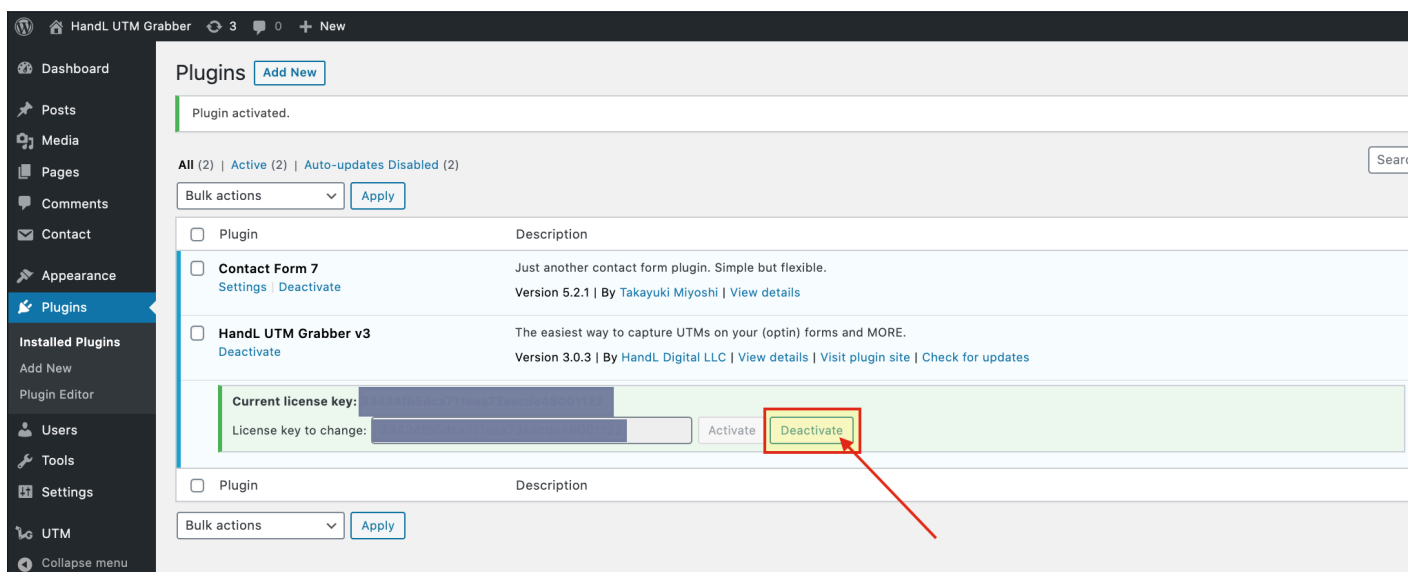 HandL UTM Grabber 3 0 + New
Dashboard
Posts
Media
Pages
Comments
Contact
Appearance
Plugins
Installed Plugins
Add New
Plugin Editor
Users
Tools
Settings
UTM
Collapse menu
Plugins Add New
Plugin activated.
All (2) | Active (2) | Auto-updates Disabled (2)
Sear
Bulk actions Apply
Plugin Description
Contact Form 7 Just another contact form plugin. Simple but flexible.
Settings | Deactivate Version 5.2.1 | By Takayuki Miyoshi | View details
HandL UTM Grabber v3 The easiest way to capture UTMs on your (optin) forms and MORE.
Deactivate Version 3.0.3 | By HandL Digital LLC | View details | Visit plugin site | Check for updates
Current license key:
License key to change: Activate Deactivate
Plugin Description
Bulk actions Apply